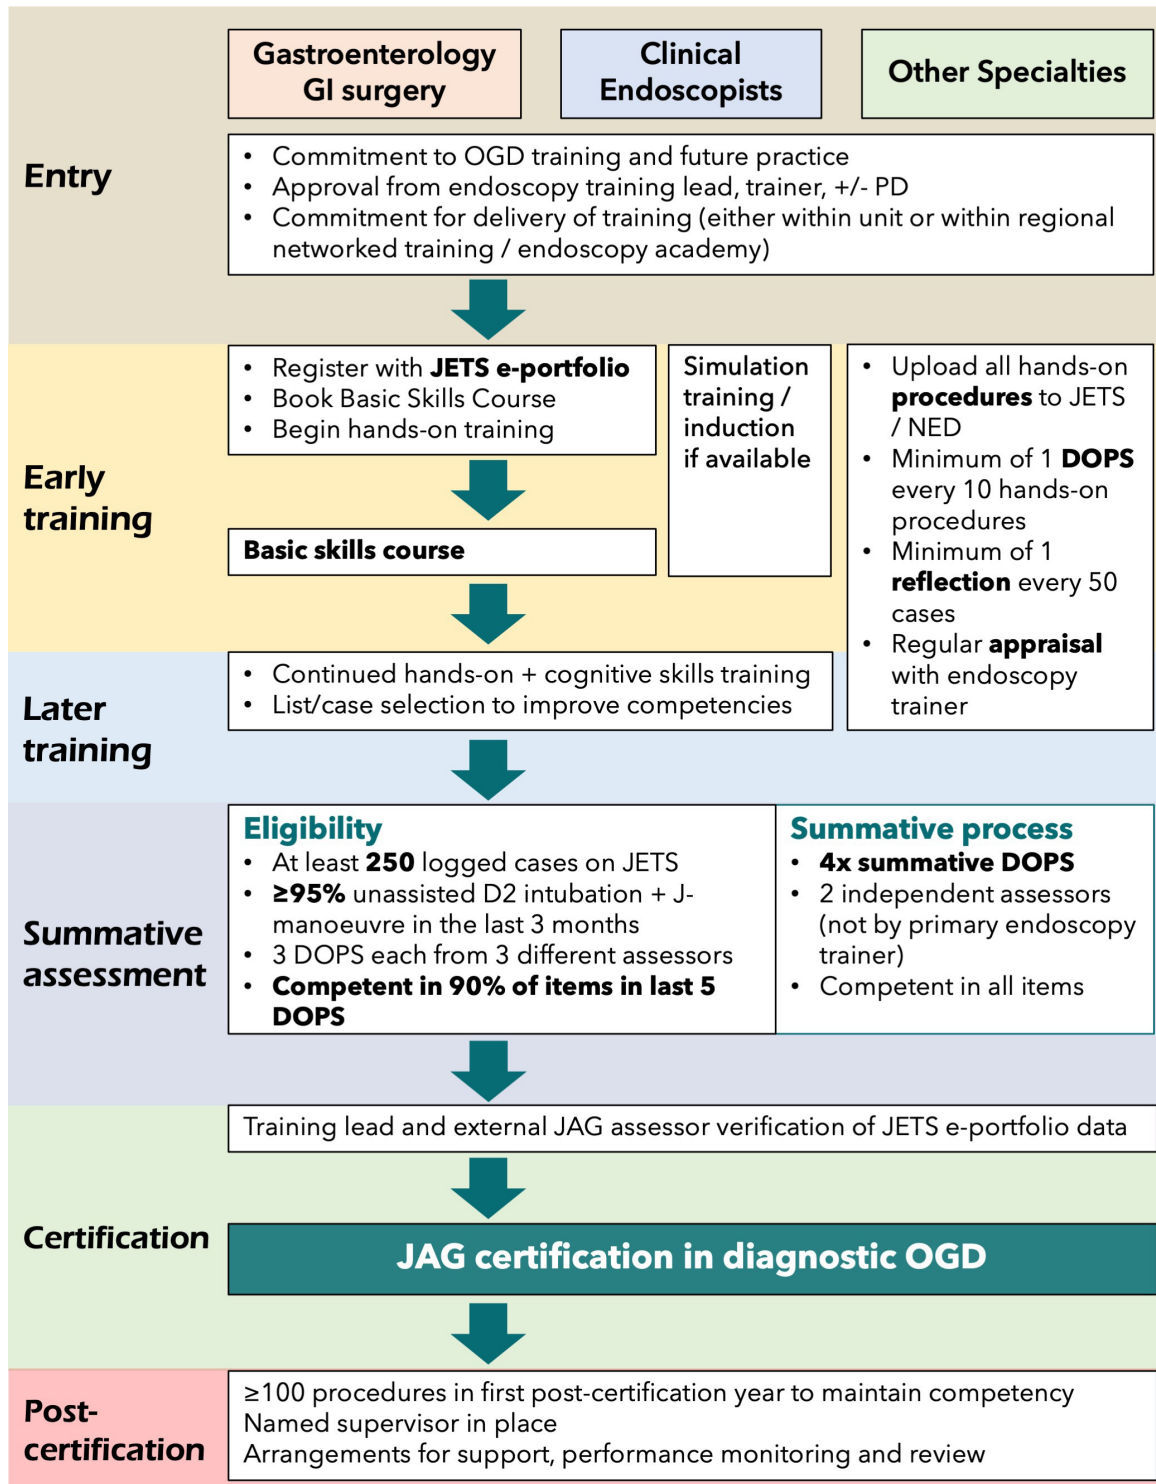 Gastroenterology
GI surgery
Clinical
Endoscopists
Other Specialties
Entry
• Commitment to OGD training and future practice
• Approval from endoscopy training lead, trainer, +/- PD
• Commitment for delivery of training (either within unit or within regional
networked training / endoscopy academy)
Early
training
• Register with JETS e-portfolio
• Book Basic Skills Course
• Begin hands-on training
Basic skills course
Simulation
training /
induction
if available
• Upload all hands-on
procedures to JETS
/ NED
• Minimum of 1 DOPS
every 10 hands-on
procedures
• Minimum of 1
reflection every 50
cases
• Regular appraisal
with endoscopy
trainer
Later
training
• Continued hands-on + cognitive skills training
• List/case selection to improve competencies
Summative
assessment
Eligibility
• At least 250 logged cases on JETS
• ≥95% unassisted D2 intubation + J-
manoeuvre in the last 3 months
• 3 DOPS each from 3 different assessors
• Competent in 90% of items in last 5
DOPS
Summative process
• 4x summative DOPS
• 2 independent assessors
(not by primary endoscopy
trainer)
• Competent in all items
Certification
Training lead and external JAG assessor verification of JETS e-portfolio data
JAG certification in diagnostic OGD
Post-
certification
≥100 procedures in first post-certification year to maintain competency
Named supervisor in place
Arrangements for support, performance monitoring and review